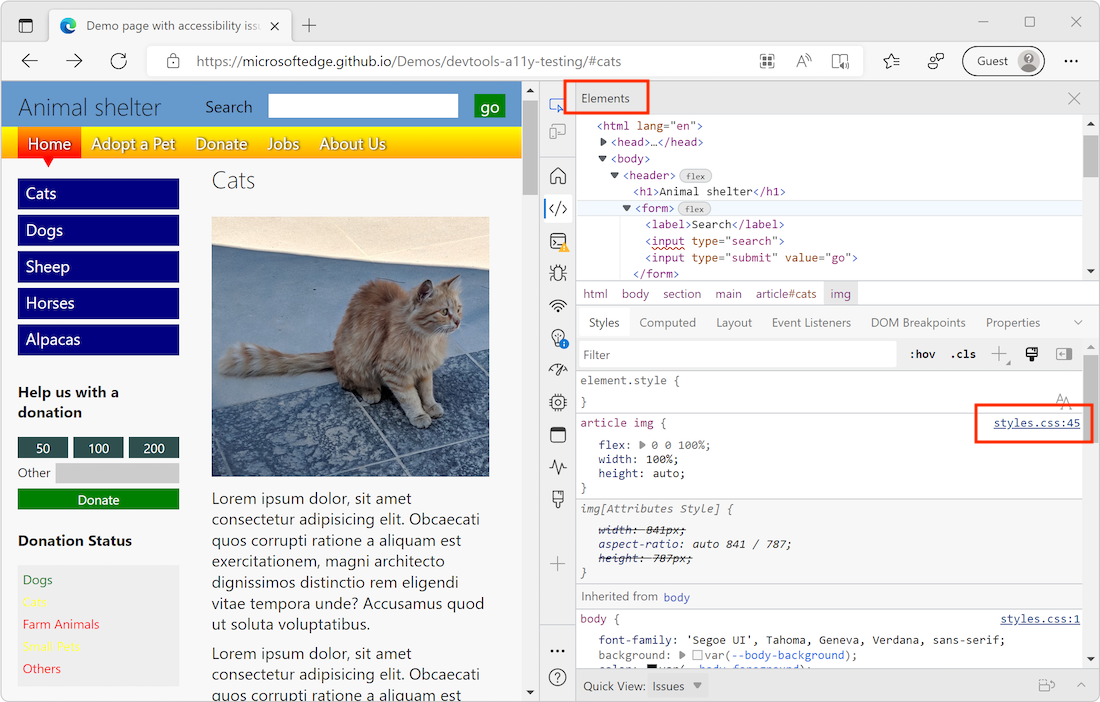 Demo page with accessibility iss
https://microsoftedge.github.io/Demos/devtools-a11y-testing/#cats
Guest
Animal shelter
Search
go
Home
Adopt a Pet
Donate
Jobs
About Us
Cats
Dogs
Sheep
Horses
Alpacas
Help us with a
donation
50
100
200
Other
Donate
Donation Status
Dogs
Cats
Farm Animals
Small Pets
Others
Cats
Lorem ipsum dolor, sit amet
consectetur adipisicing elit. Obcaecati
quos corrupti ratione a aliquam est
exercitationem, magni architecto
dignissimos distinctio rem eligendi
vitae tempora unde? Accusamus quod
ut soluta voluptatibus.
Lorem ipsum dolor, sit amet
consectetur adipisicing elit. Obcaecati
quos corrupti ratione a aliquam est
Elements
<html lang="en">
<head>…</head>
<body>
<header> flex
<h1>Animal shelter</h1>
<form> flex
<label>Search</label>
<input type="search">
<input type="submit" value="go">
</form>
html body section main article#cats img
Styles Computed Layout Event Listeners DOM Breakpoints Properties
Filter :hov .cls
element.style {
}
article img { styles.css:45
flex: 0 0 100%;
width: 100%;
height: auto;
}
img[Attributes Style] {
width: 841px;
aspect-ratio: auto 841 / 787;
height: 787px;
}
Inherited from body
body { styles.css:1
font-family: 'Segoe UI', Tahoma, Geneva, Verdana, sans-serif;
background: var(--body-background);
color: var(--body-foreground);
Quick View: Issues